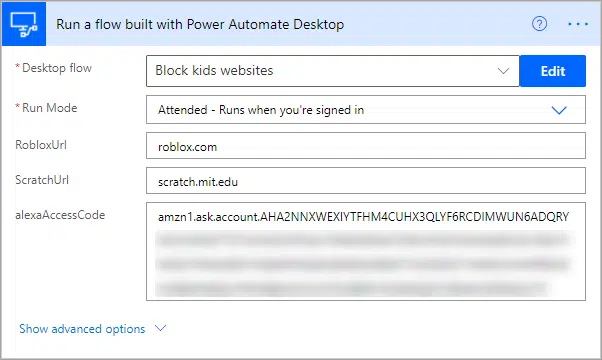 Run a flow built with Power Automate Desktop
* Desktop flow
Block kids websites
Edit
* Run Mode
Attended - Runs when you're signed in
RobloxUrl
roblox.com
ScratchUrl
scratch.mit.edu
alexaAccessCode
amzn1.ask.account.AHA2NNXWEXIYTFHM4CUHX3QLYF6RCDIMWUN6ADQRY
Show advanced options